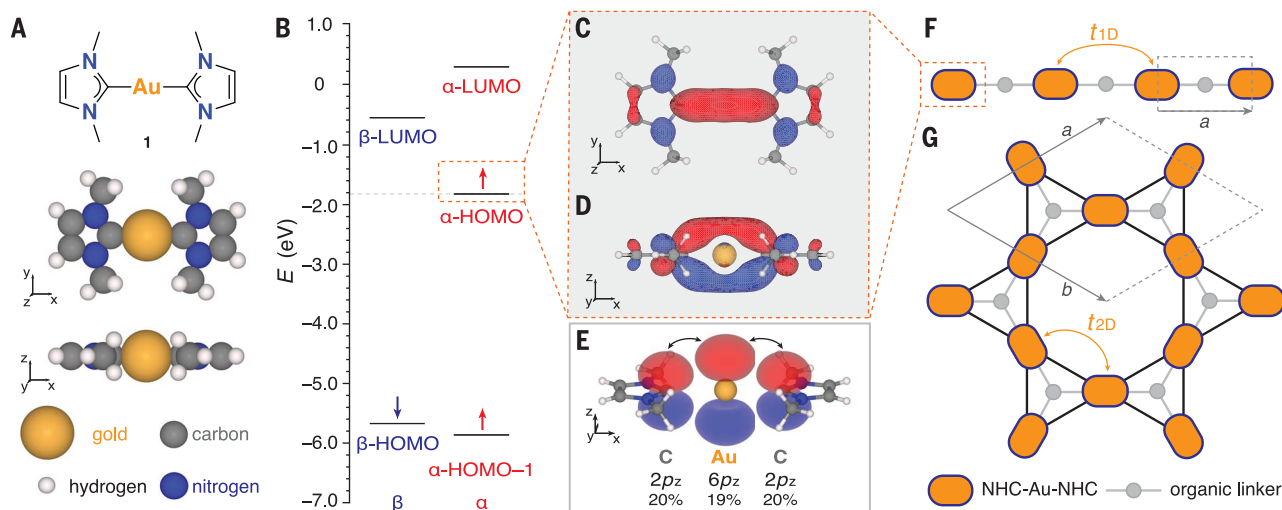 A
N
N
Au
N
N
1
y
z
x
z
y
x
gold
carbon
hydrogen
nitrogen
B
E (eV)
1.0
0
−1.0
−2.0
−3.0
−4.0
−5.0
−6.0
−7.0
α-LUMO
β-LUMO
α-HOMO
β-HOMO
α-HOMO−1
β
α
C
y
z
x
D
z
y
x
E
z
y
x
C
Au
C
2pz
6pz
2pz
20%
19%
20%
F
t1D
a
G
a
b
t2D
NHC-Au-NHC
organic linker